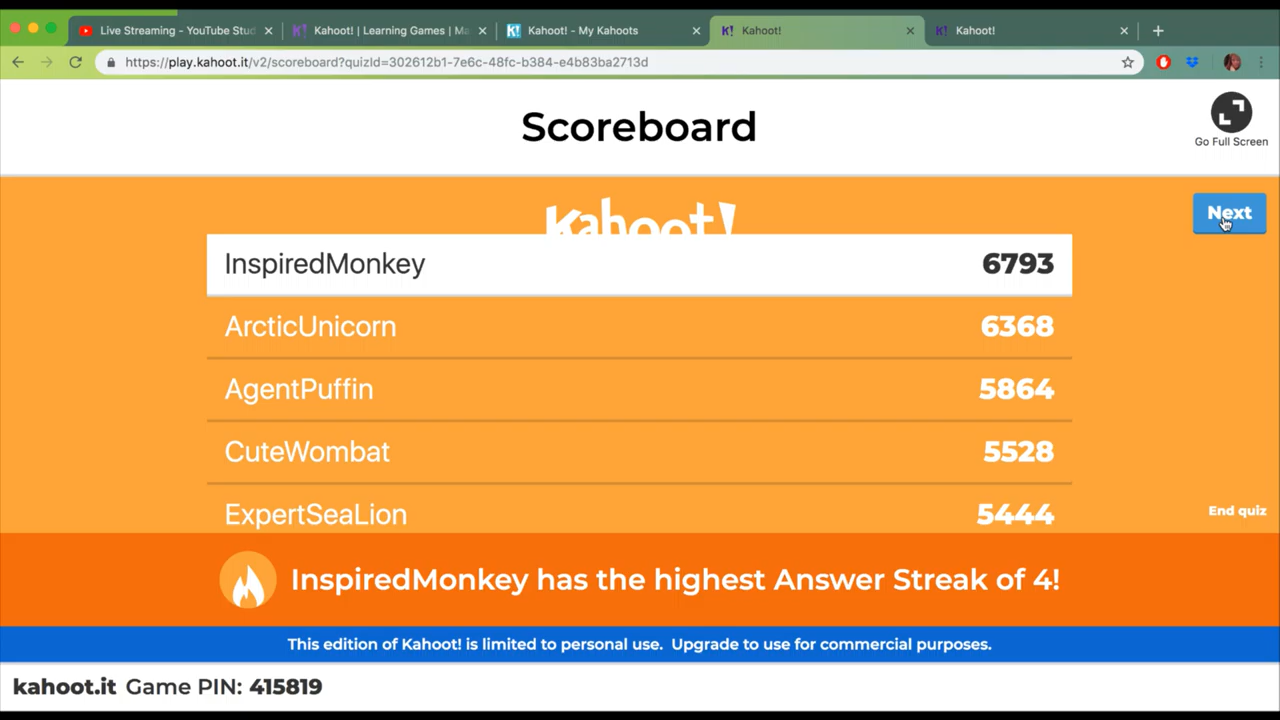 Live Streaming - YouTube Stud
Kahoot! | Learning Games | Ma
Kahoot! - My Kahoots
Kahoot!
Kahoot!
https://play.kahoot.it/v2/scoreboard?quizId=302612b1-7e6c-48fc-b384-e4b83ba2713d
Scoreboard
Go Full Screen
Kahoot!
Next
InspiredMonkey 6793
ArcticUnicorn 6368
AgentPuffin 5864
CuteWombat 5528
ExpertSeaLion 5444
End quiz
InspiredMonkey has the highest Answer Streak of 4!
This edition of Kahoot! is limited to personal use. Upgrade to use for commercial purposes.
kahoot.it Game PIN: 415819